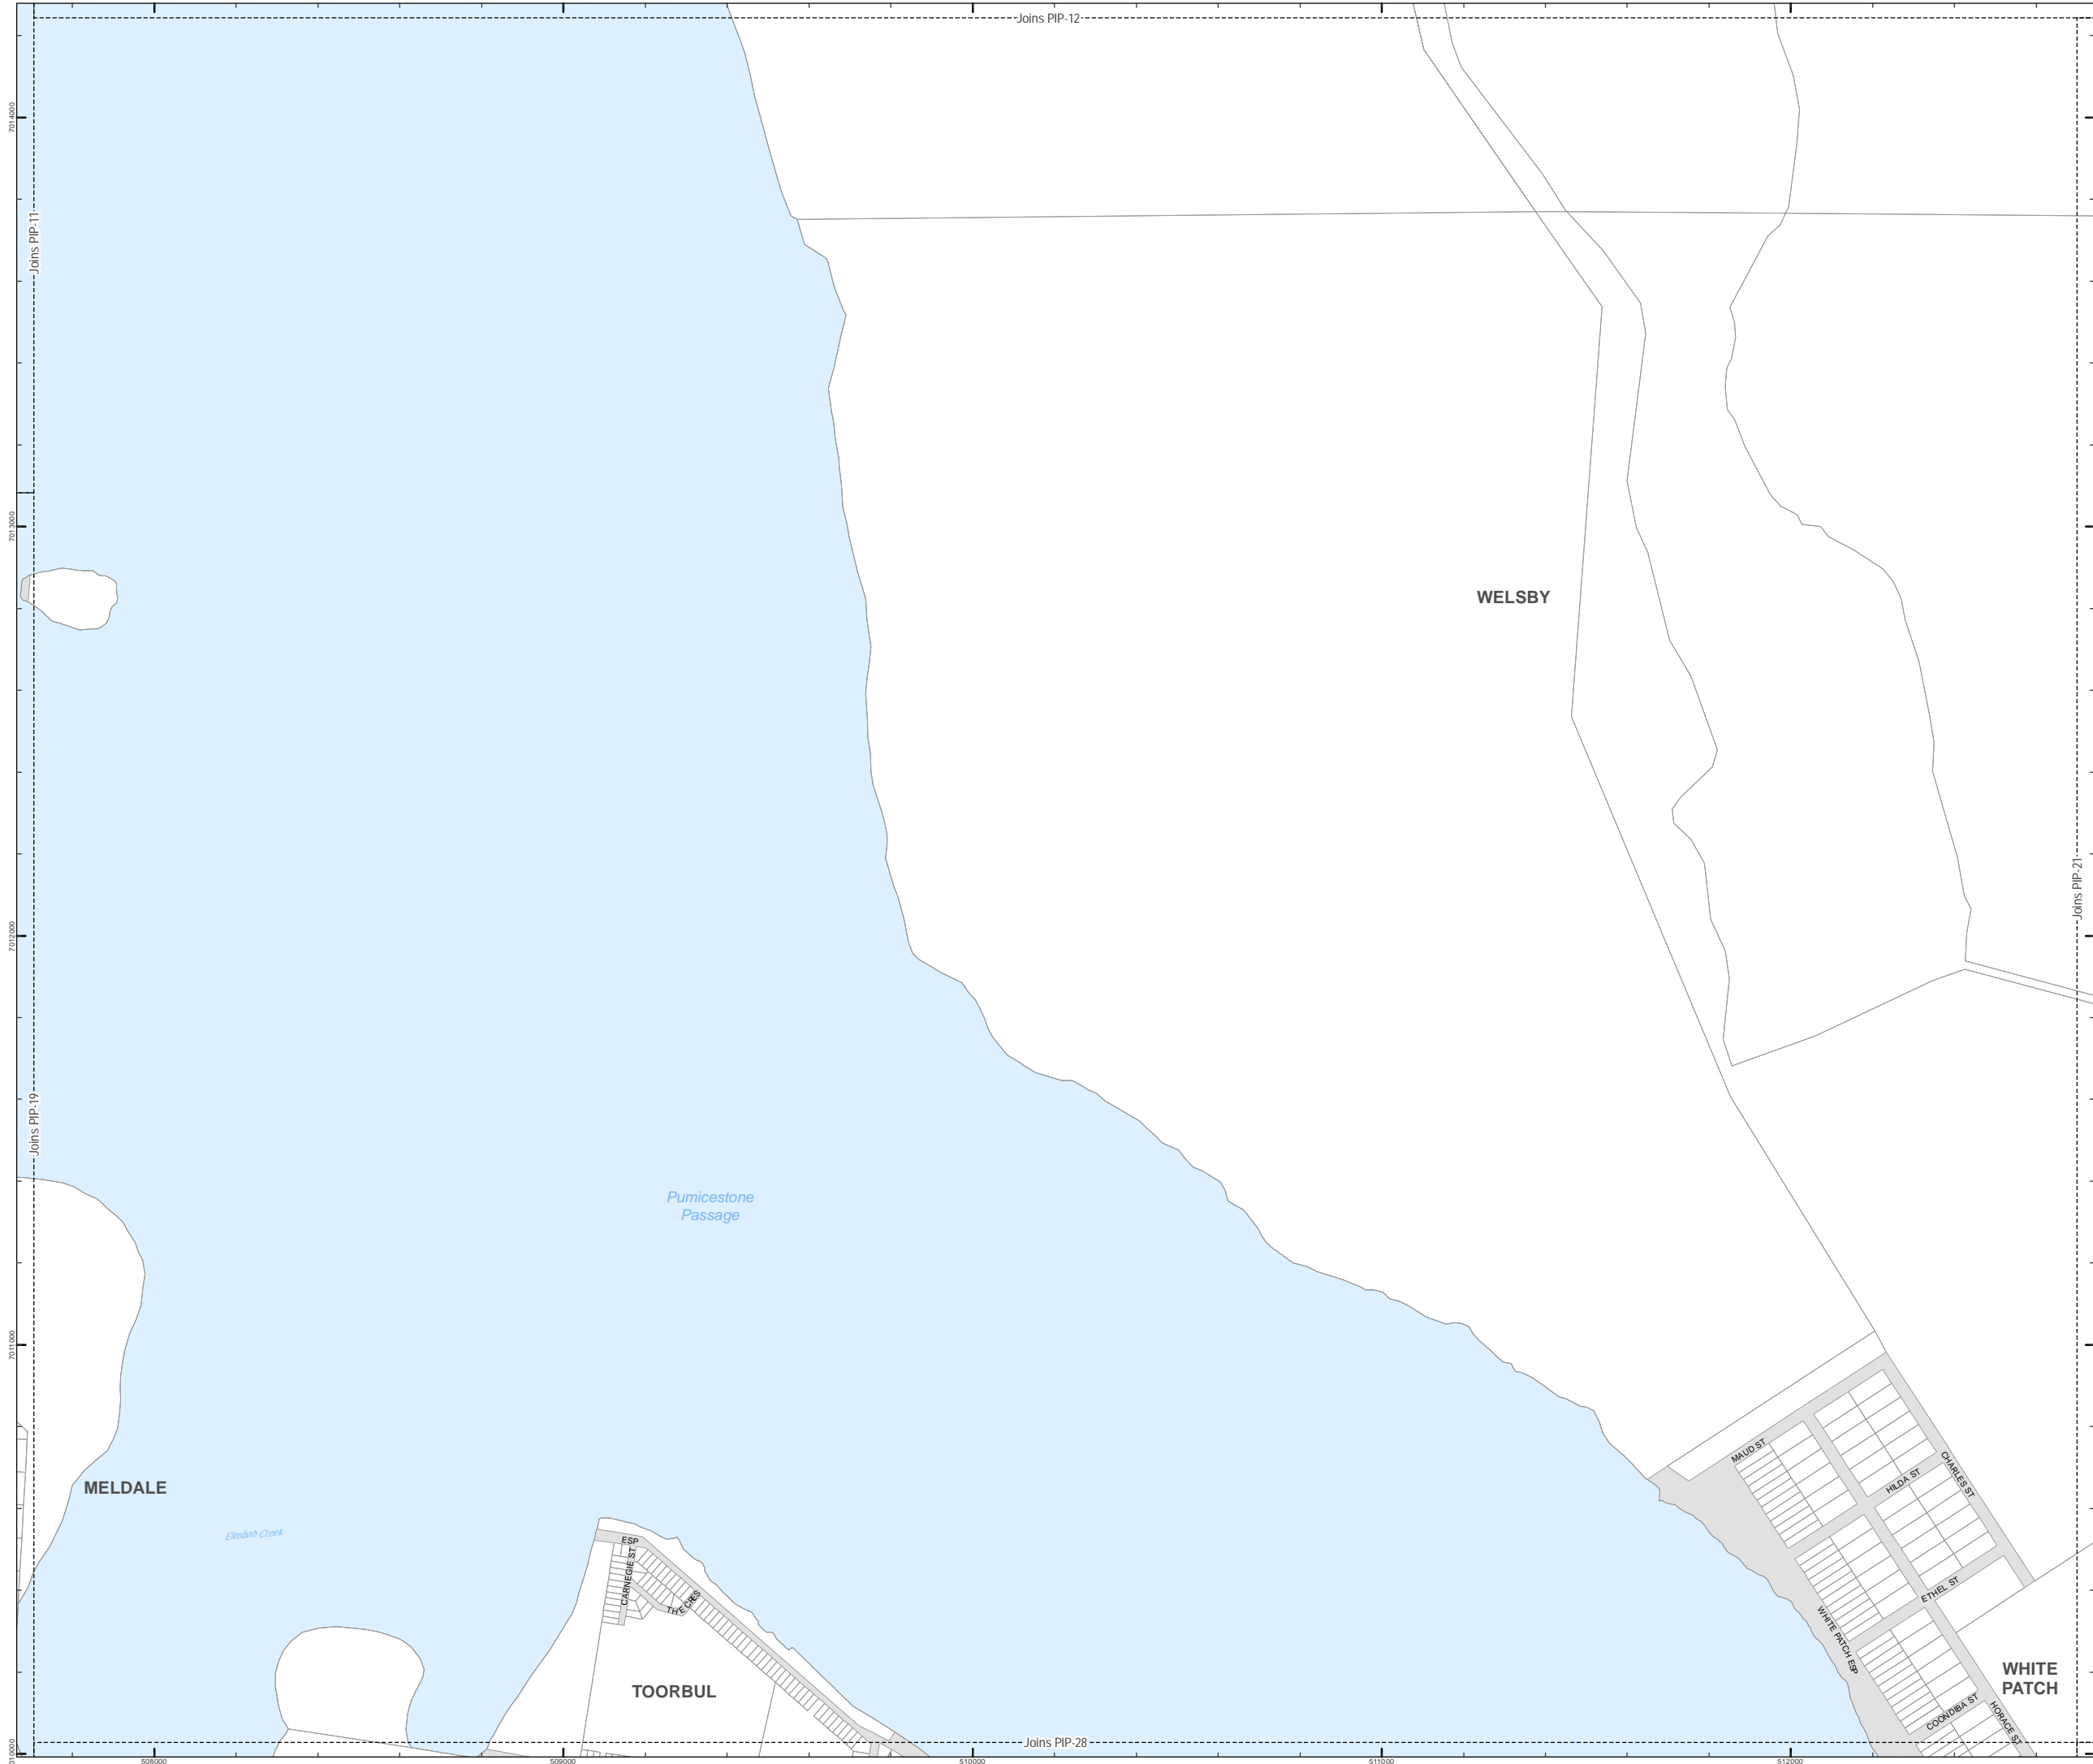 Joins PIP-12
7014000
Joins PIP-11
7013000
WELSBY
7012000
Joins PIP-21
Joins PIP-19
Pumicestone
Passage
7011000
MELDALE
Elimbah Creek
MAUD ST
CHARLES ST
HILDA ST
ESP
CARNEGIE ST
THE CRES
ETHEL ST
WHITE PATCH ESP
TOORBUL
WHITE
PATCH
COONDIBA ST
HORACE ST
Joins PIP-28
508000
509000
510000
511000
512000